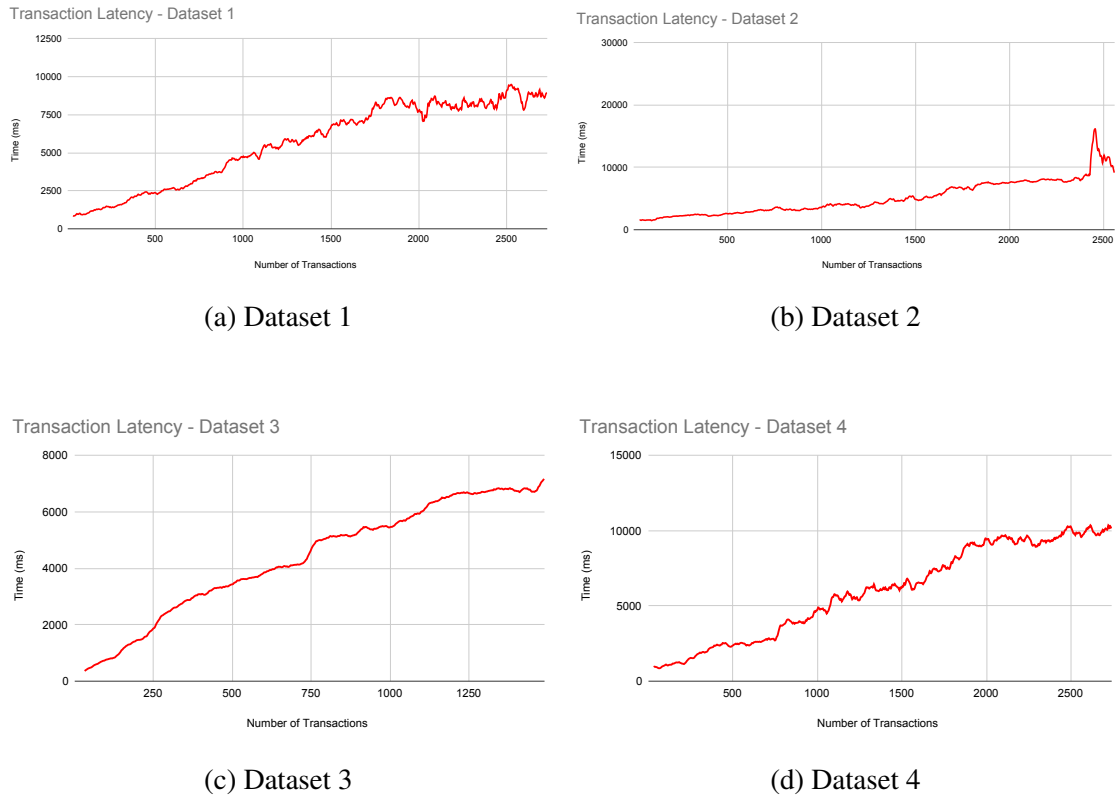 Transaction Latency - Dataset 1
12500
10000
7500
5000
2500
0
Time (ms)
500 1000 1500 2000 2500
Number of Transactions
(a) Dataset 1
Transaction Latency - Dataset 2
30000
20000
10000
0
Time (ms)
500 1000 1500 2000 2500
Number of Transactions
(b) Dataset 2
Transaction Latency - Dataset 3
8000
6000
4000
2000
0
Time (ms)
250 500 750 1000 1250
Number of Transactions
(c) Dataset 3
Transaction Latency - Dataset 4
15000
10000
5000
0
Time (ms)
500 1000 1500 2000 2500
Number of Transactions
(d) Dataset 4